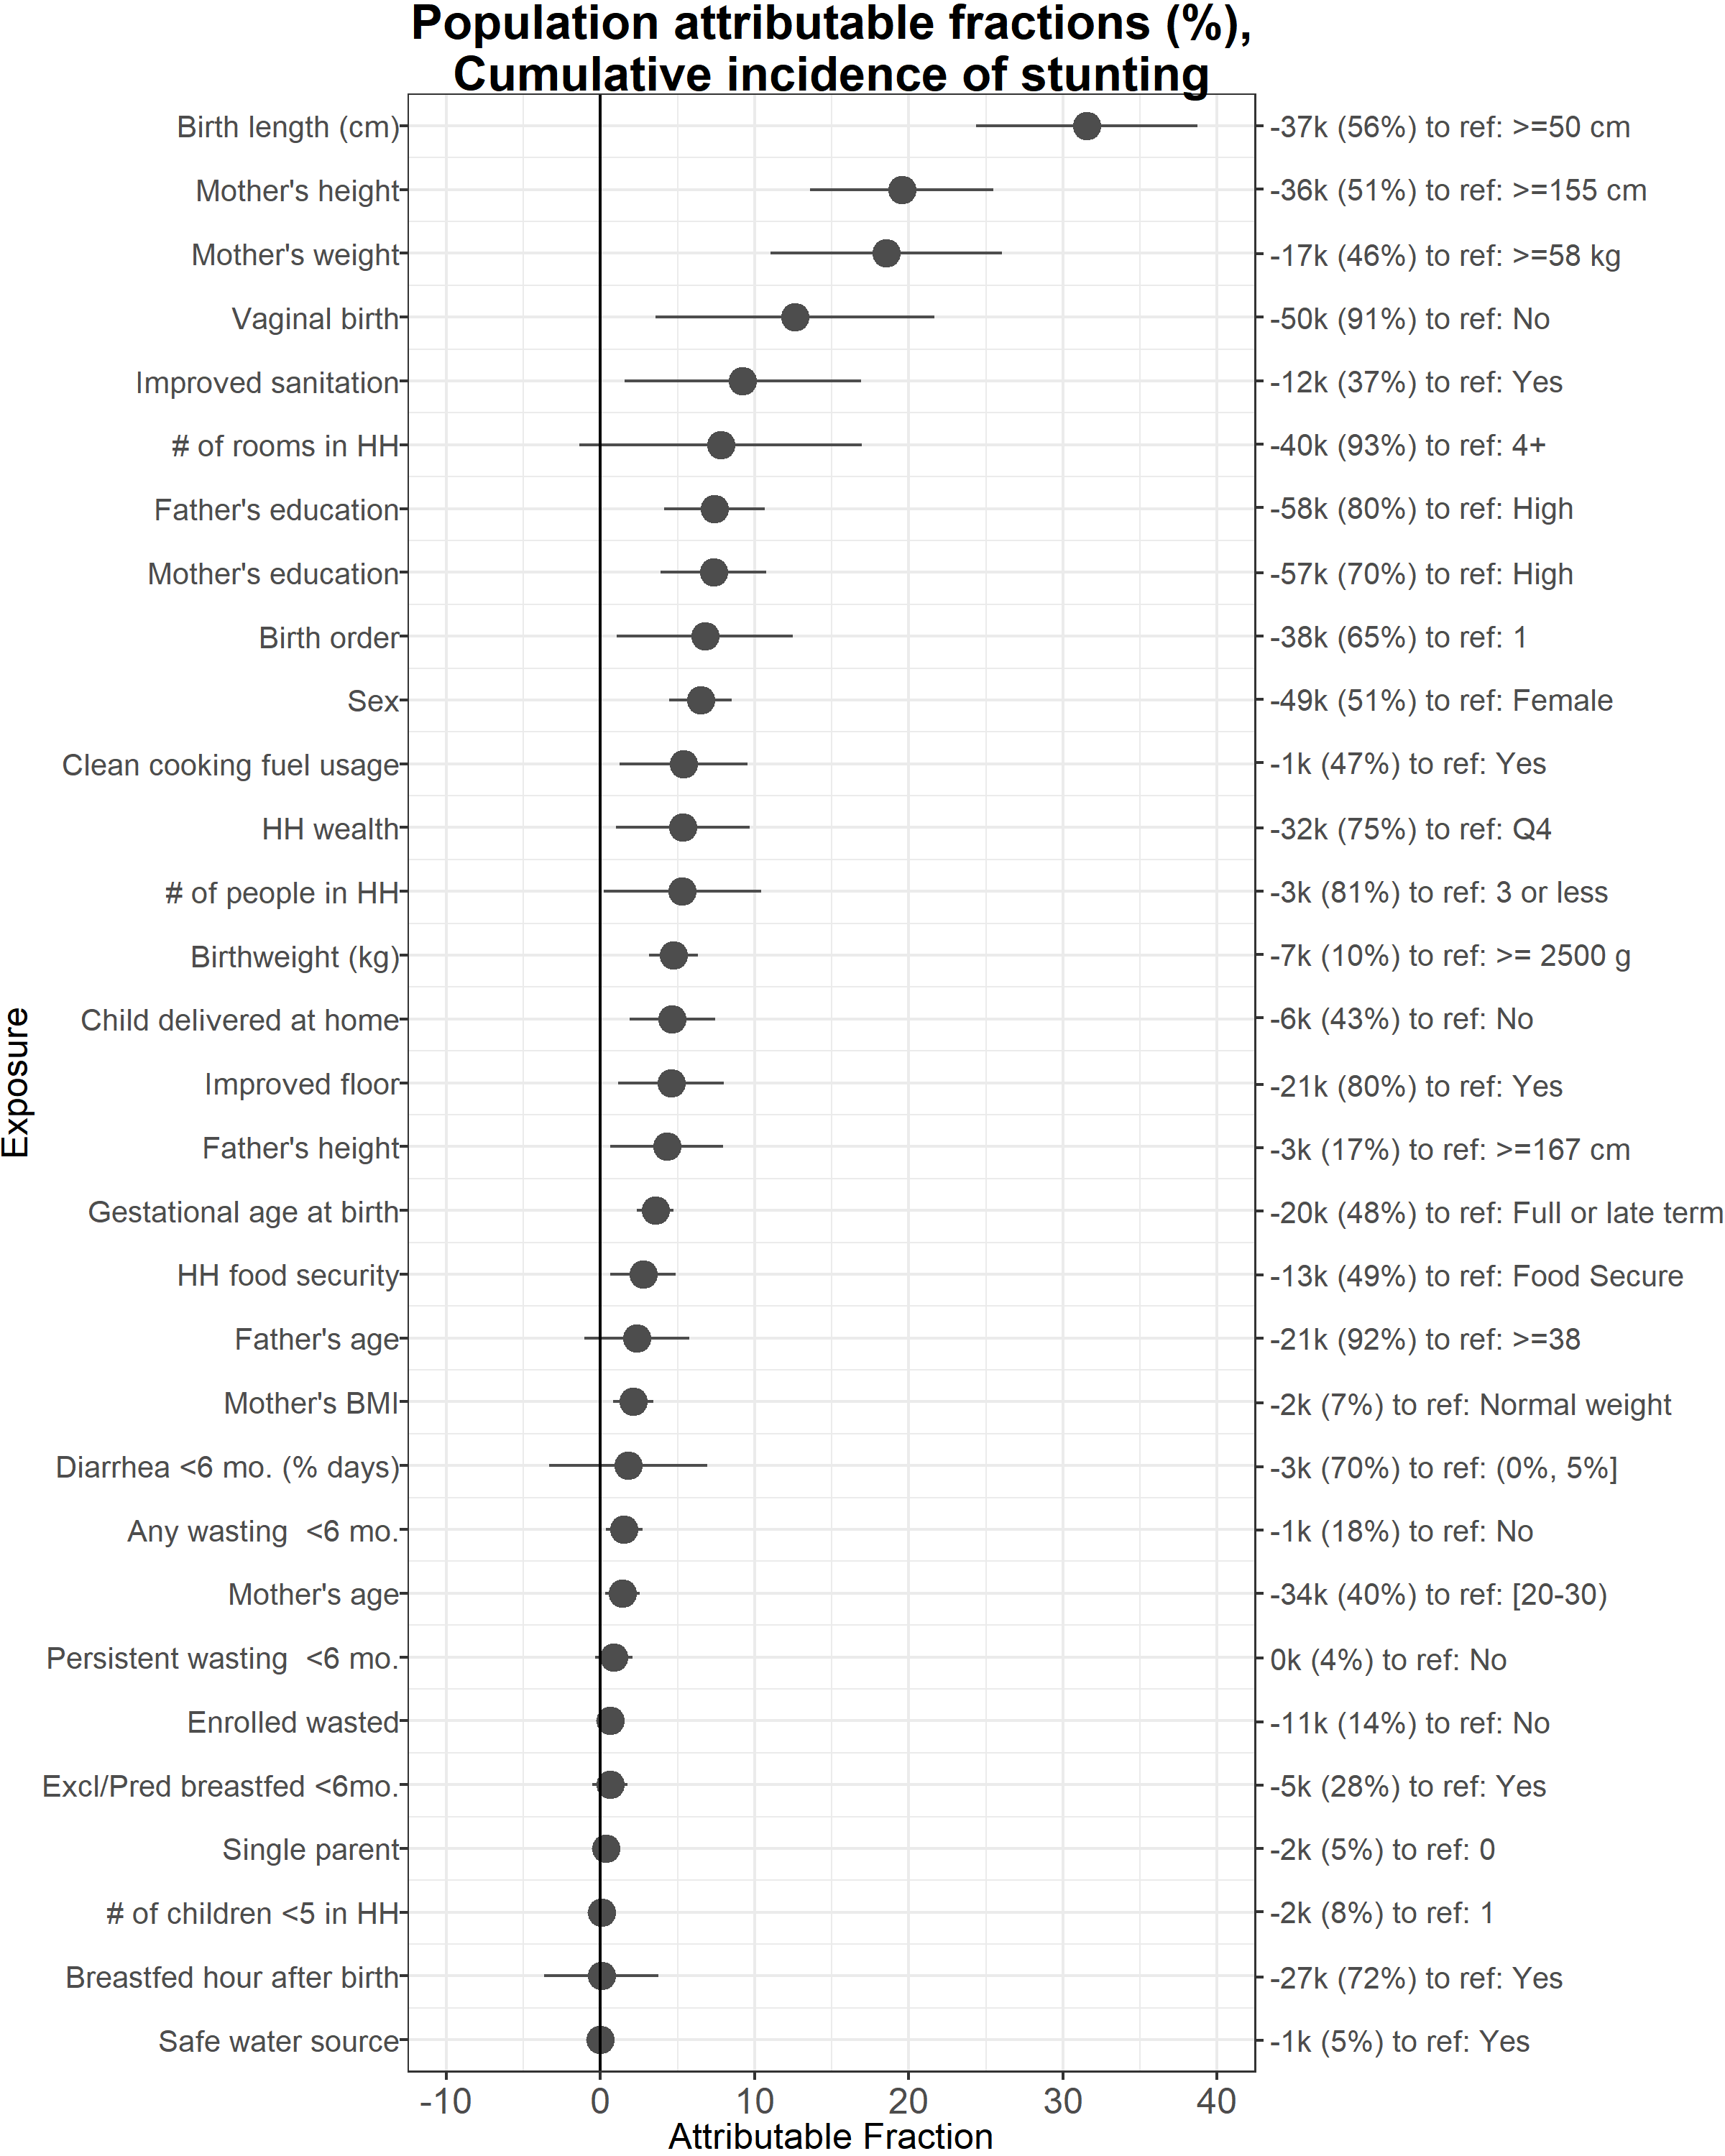 Population attributable fractions (%),
Cumulative incidence of stunting
Birth length (cm) -37k (56%) to ref: >=50 cm
Mother's height -36k (51%) to ref: >=155 cm
Mother's weight -17k (46%) to ref: >=58 kg
Vaginal birth -50k (91%) to ref: No
Improved sanitation -12k (37%) to ref: Yes
# of rooms in HH -40k (93%) to ref: 4+
Father's education -58k (80%) to ref: High
Mother's education -57k (70%) to ref: High
Birth order -38k (65%) to ref: 1
Sex -49k (51%) to ref: Female
Clean cooking fuel usage -1k (47%) to ref: Yes
HH wealth -32k (75%) to ref: Q4
# of people in HH -3k (81%) to ref: 3 or less
Birthweight (kg) -7k (10%) to ref: >= 2500 g
Child delivered at home -6k (43%) to ref: No
Improved floor -21k (80%) to ref: Yes
Father's height -3k (17%) to ref: >=167 cm
Gestational age at birth -20k (48%) to ref: Full or late term
HH food security -13k (49%) to ref: Food Secure
Father's age -21k (92%) to ref: >=38
Mother's BMI -2k (7%) to ref: Normal weight
Diarrhea <6 mo. (% days) -3k (70%) to ref: (0%, 5%]
Any wasting  <6 mo. -1k (18%) to ref: No
Mother's age -34k (40%) to ref: [20-30)
Persistent wasting  <6 mo. 0k (4%) to ref: No
Enrolled wasted -11k (14%) to ref: No
Excl/Pred breastfed <6mo. -5k (28%) to ref: Yes
Single parent -2k (5%) to ref: 0
# of children <5 in HH -2k (8%) to ref: 1
Breastfed hour after birth -27k (72%) to ref: Yes
Safe water source -1k (5%) to ref: Yes
Exposure
-10 0 10 20 30 40
Attributable Fraction